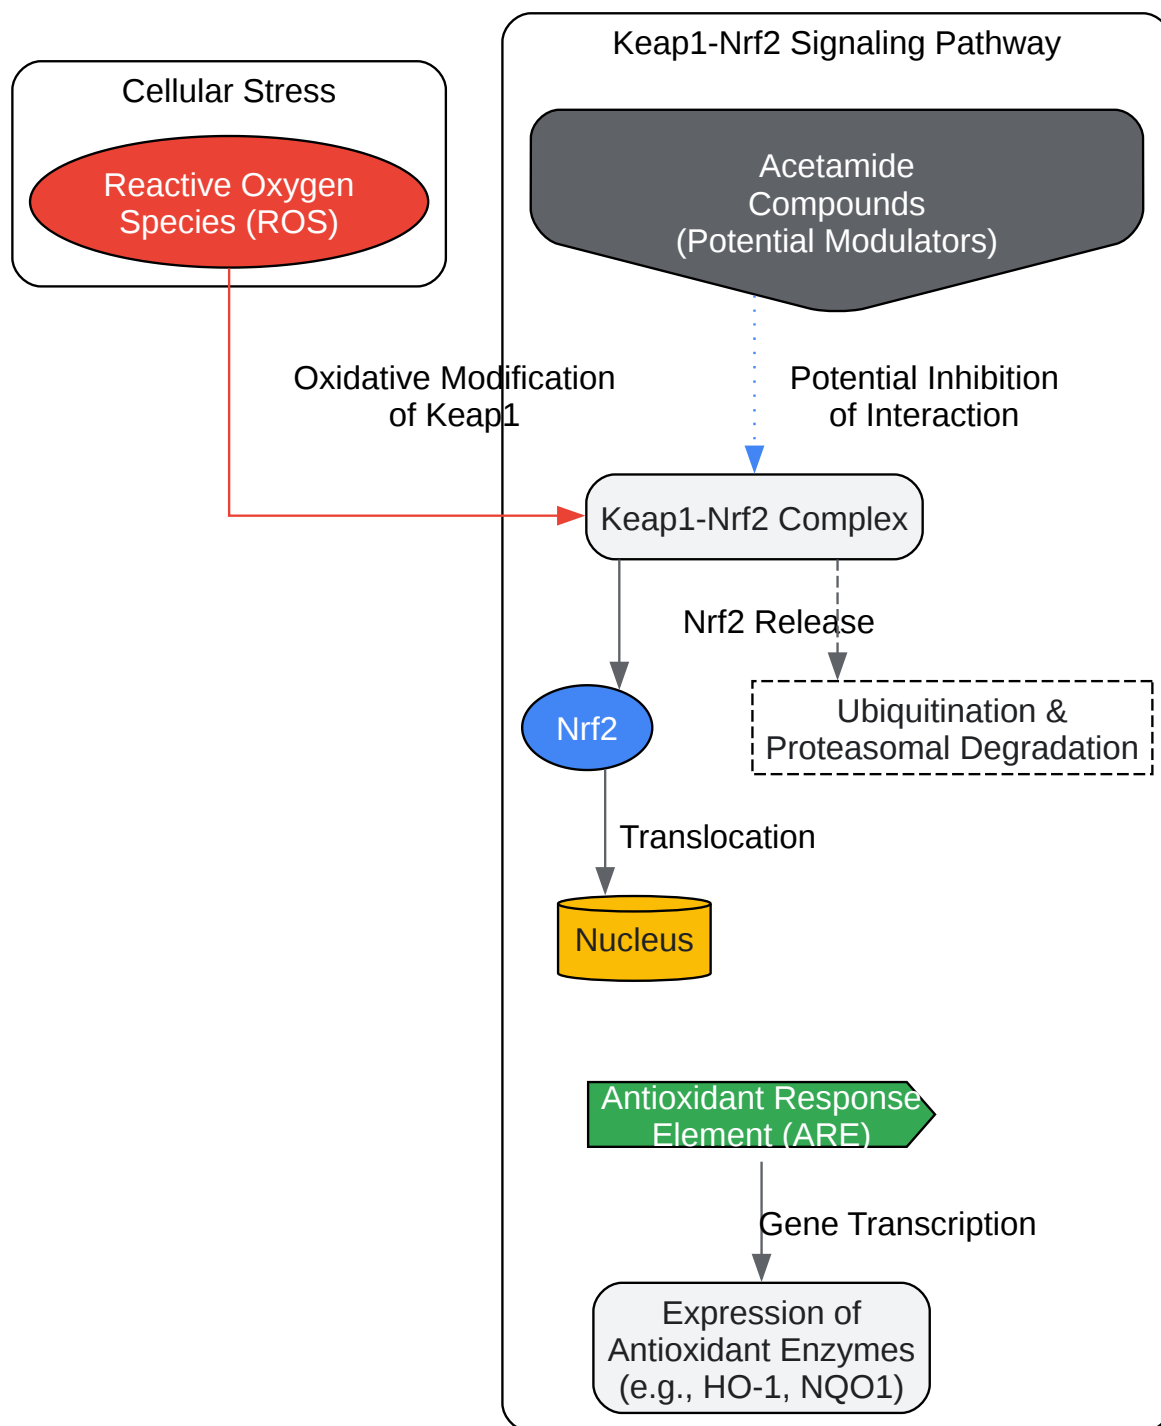 Keap1-Nrf2 Signaling Pathway
Cellular Stress
Reactive Oxygen
Species (ROS)
Acetamide
Compounds
(Potential Modulators)
Oxidative Modification
of Keap1
Potential Inhibition
of Interaction
Keap1-Nrf2 Complex
Nrf2 Release
Nrf2
Ubiquitination &
Proteasomal Degradation
Translocation
Nucleus
Antioxidant Response
Element (ARE)
Gene Transcription
Expression of
Antioxidant Enzymes
(e.g., HO-1, NQO1)